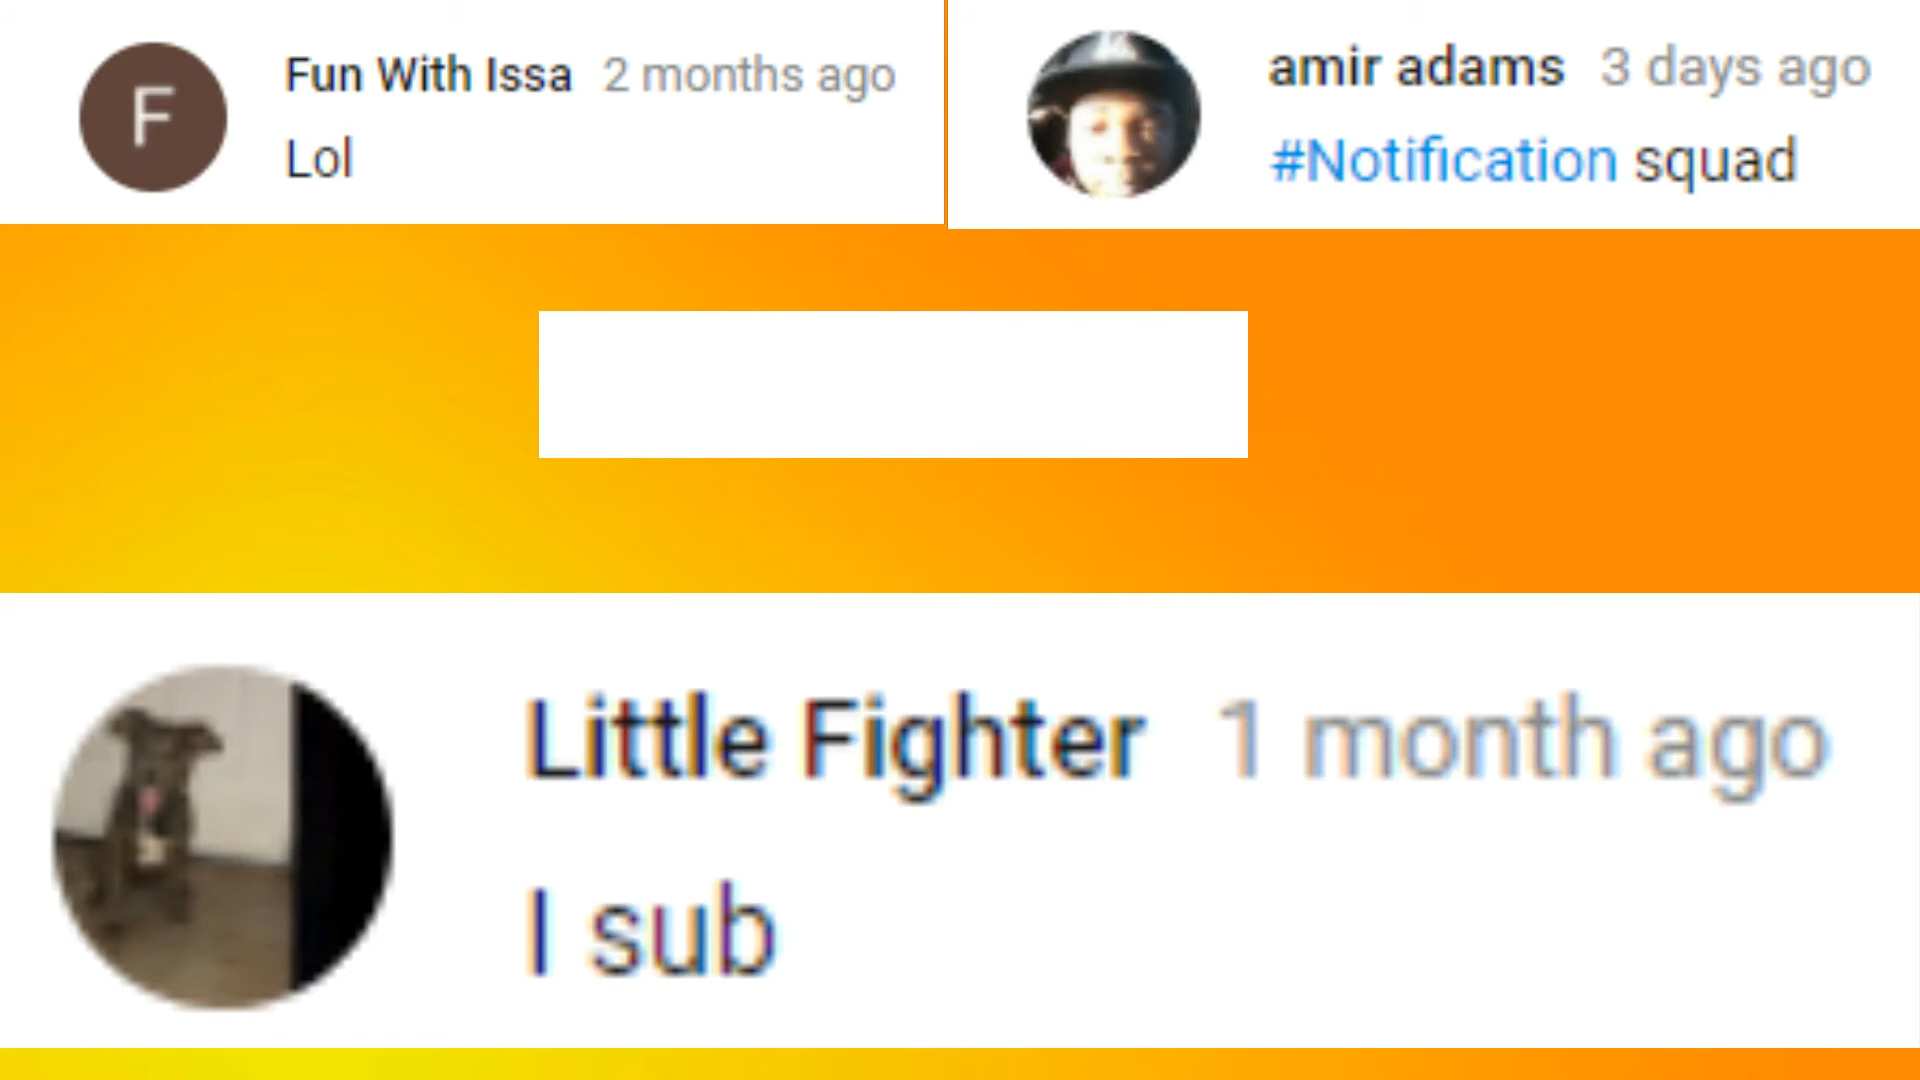 F
Fun With Issa 2 months ago
Lol
amir adams 3 days ago
#Notification squad
Little Fighter 1 month ago
I sub